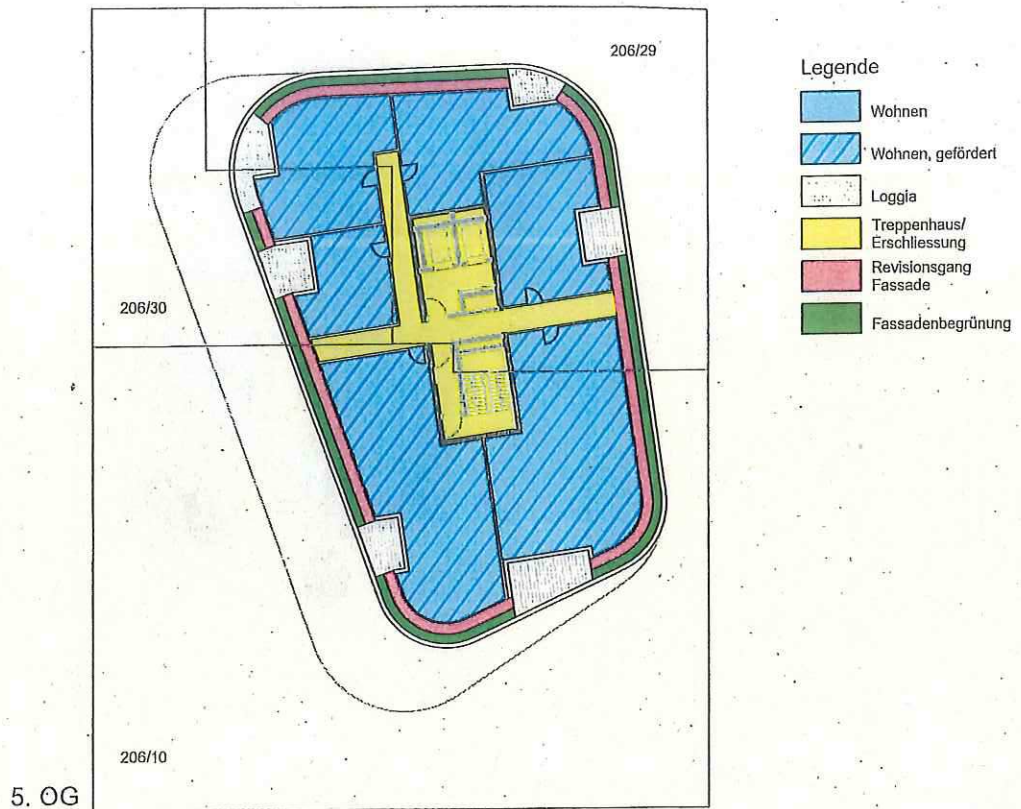 206/29
Legende
Wohnen
Wohnen, gefördert
Loggia
Treppenhaus/
Erschliessung
Revisionsgang
Fassade
Fassadenbegrünung
206/30
206/10
5. OG